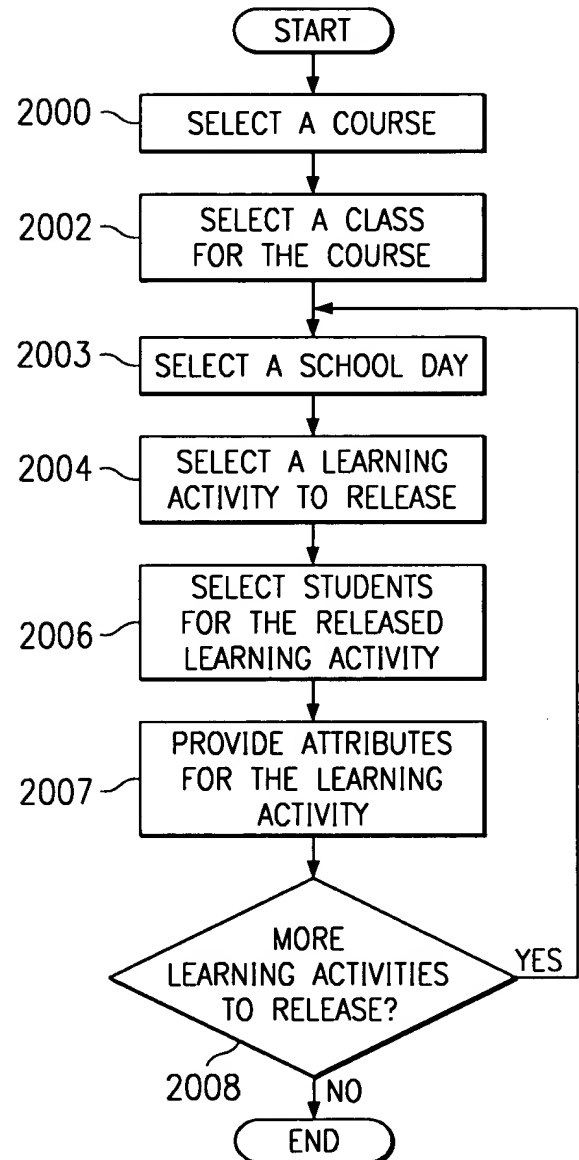 START
2000
SELECT A COURSE
2002
SELECT A CLASS
FOR THE COURSE
2003
SELECT A SCHOOL DAY
2004
SELECT A LEARNING
ACTIVITY TO RELEASE
2006
SELECT STUDENTS
FOR THE RELEASED
LEARNING ACTIVITY
2007
PROVIDE ATTRIBUTES
FOR THE LEARNING
ACTIVITY
MORE
LEARNING ACTIVITIES
TO RELEASE?
YES
2008
NO
END